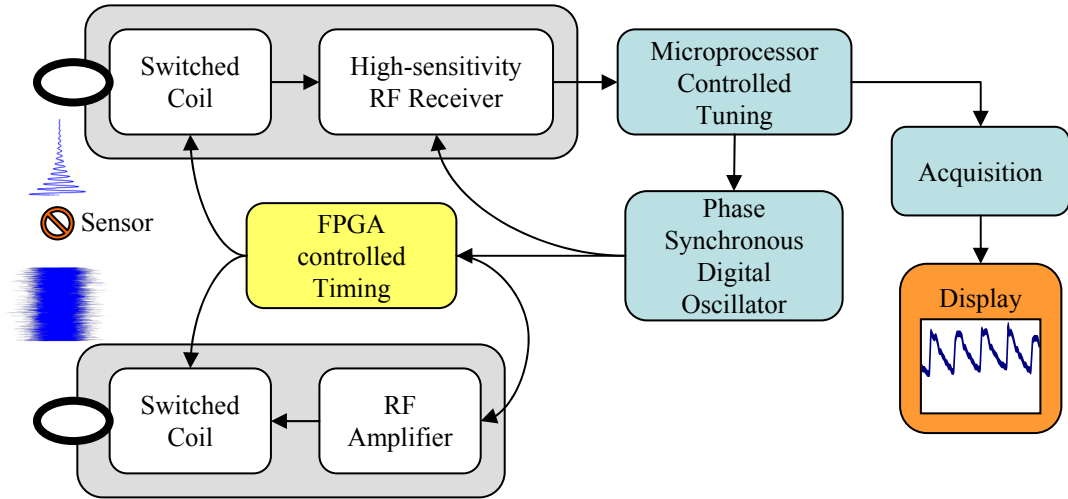 Switched
Coil
High-sensitivity
RF Receiver
Microprocessor
Controlled
Tuning
Acquisition
Sensor
FPGA
controlled
Timing
Phase
Synchronous
Digital
Oscillator
Display
Switched
Coil
RF
Amplifier